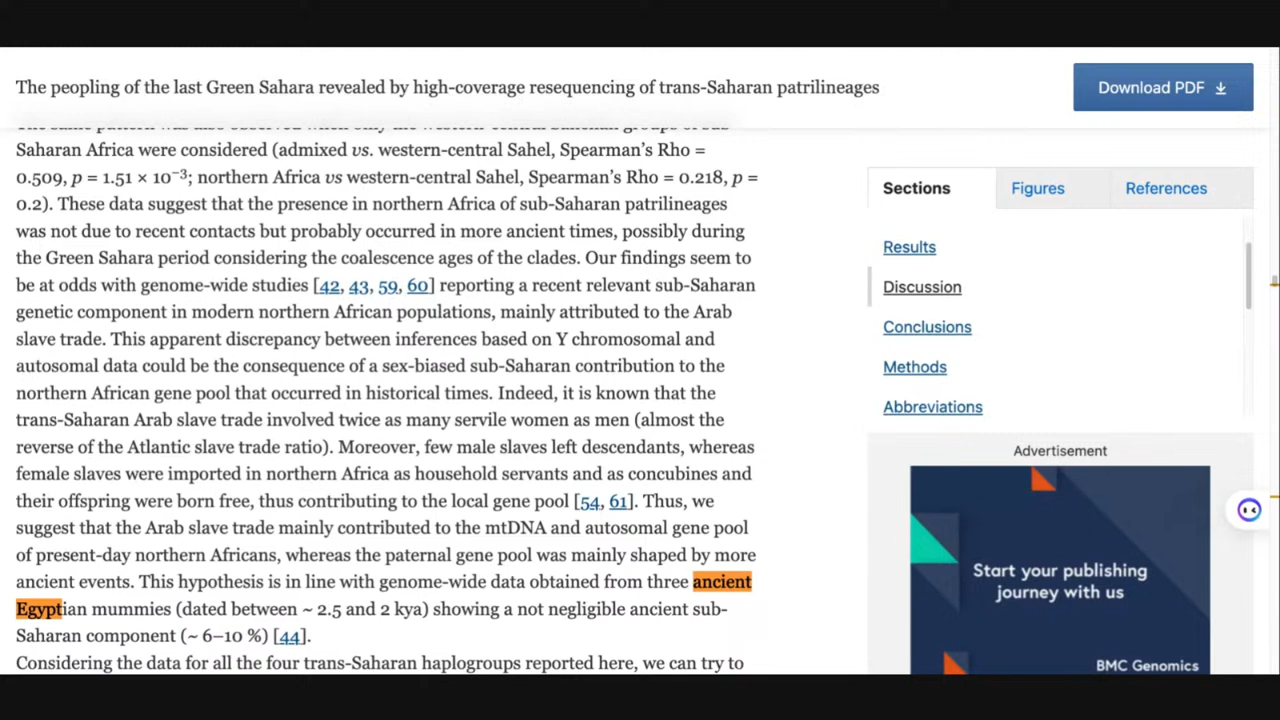 The peopling of the last Green Sahara revealed by high-coverage resequencing of trans-Saharan patrilineages
Download PDF
Saharan Africa were considered (admixed vs. western-central Sahel, Spearman's Rho =
0.509, p = 1.51 × 10⁻³; northern Africa vs western-central Sahel, Spearman's Rho = 0.218, p =
0.2). These data suggest that the presence in northern Africa of sub-Saharan patrilineages
was not due to recent contacts but probably occurred in more ancient times, possibly during
the Green Sahara period considering the coalescence ages of the clades. Our findings seem to
be at odds with genome-wide studies [42, 43, 59, 60] reporting a recent relevant sub-Saharan
genetic component in modern northern African populations, mainly attributed to the Arab
slave trade. This apparent discrepancy between inferences based on Y chromosomal and
autosomal data could be the consequence of a sex-biased sub-Saharan contribution to the
northern African gene pool that occurred in historical times. Indeed, it is known that the
trans-Saharan Arab slave trade involved twice as many servile women as men (almost the
reverse of the Atlantic slave trade ratio). Moreover, few male slaves left descendants, whereas
female slaves were imported in northern Africa as household servants and as concubines and
their offspring were born free, thus contributing to the local gene pool [54, 61]. Thus, we
suggest that the Arab slave trade mainly contributed to the mtDNA and autosomal gene pool
of present-day northern Africans, whereas the paternal gene pool was mainly shaped by more
ancient events. This hypothesis is in line with genome-wide data obtained from three ancient
Egyptian mummies (dated between ~ 2.5 and 2 kya) showing a not negligible ancient sub-
Saharan component (~ 6–10 %) [44].
Considering the data for all the four trans-Saharan haplogroups reported here, we can try to
Sections
Figures
References
Results
Discussion
Conclusions
Methods
Abbreviations
Advertisement
Start your publishing
journey with us
BMC Genomics